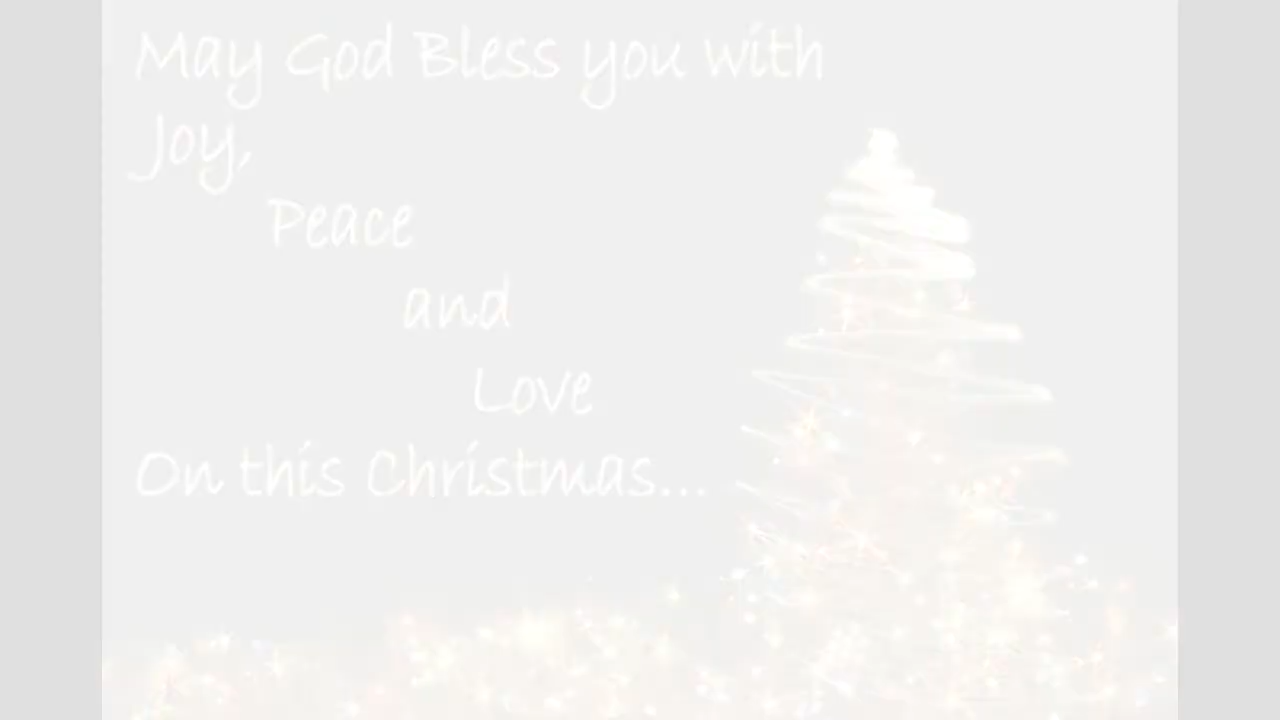 May God Bless you with
Joy,
Peace
and
Love
On this Christmas...